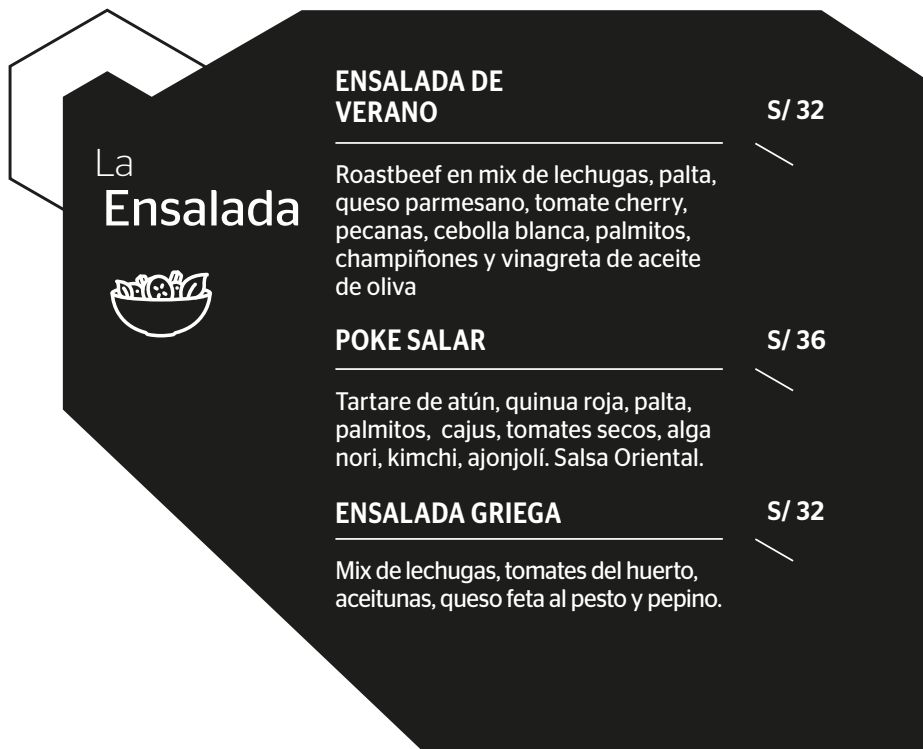 La
Ensalada
ENSALADA DE
VERANO
S/ 32
Roastbeef en mix de lechugas, palta,
queso parmesano, tomate cherry,
pecanas, cebolla blanca, palmitos,
champiñones y vinagreta de aceite
de oliva
POKE SALAR
S/ 36
Tartare de atún, quinua roja, palta,
palmitos,  cajus, tomates secos, alga
nori, kimchi, ajonjolí. Salsa Oriental.
ENSALADA GRIEGA
S/ 32
Mix de lechugas, tomates del huerto,
aceitunas, queso feta al pesto y pepino.